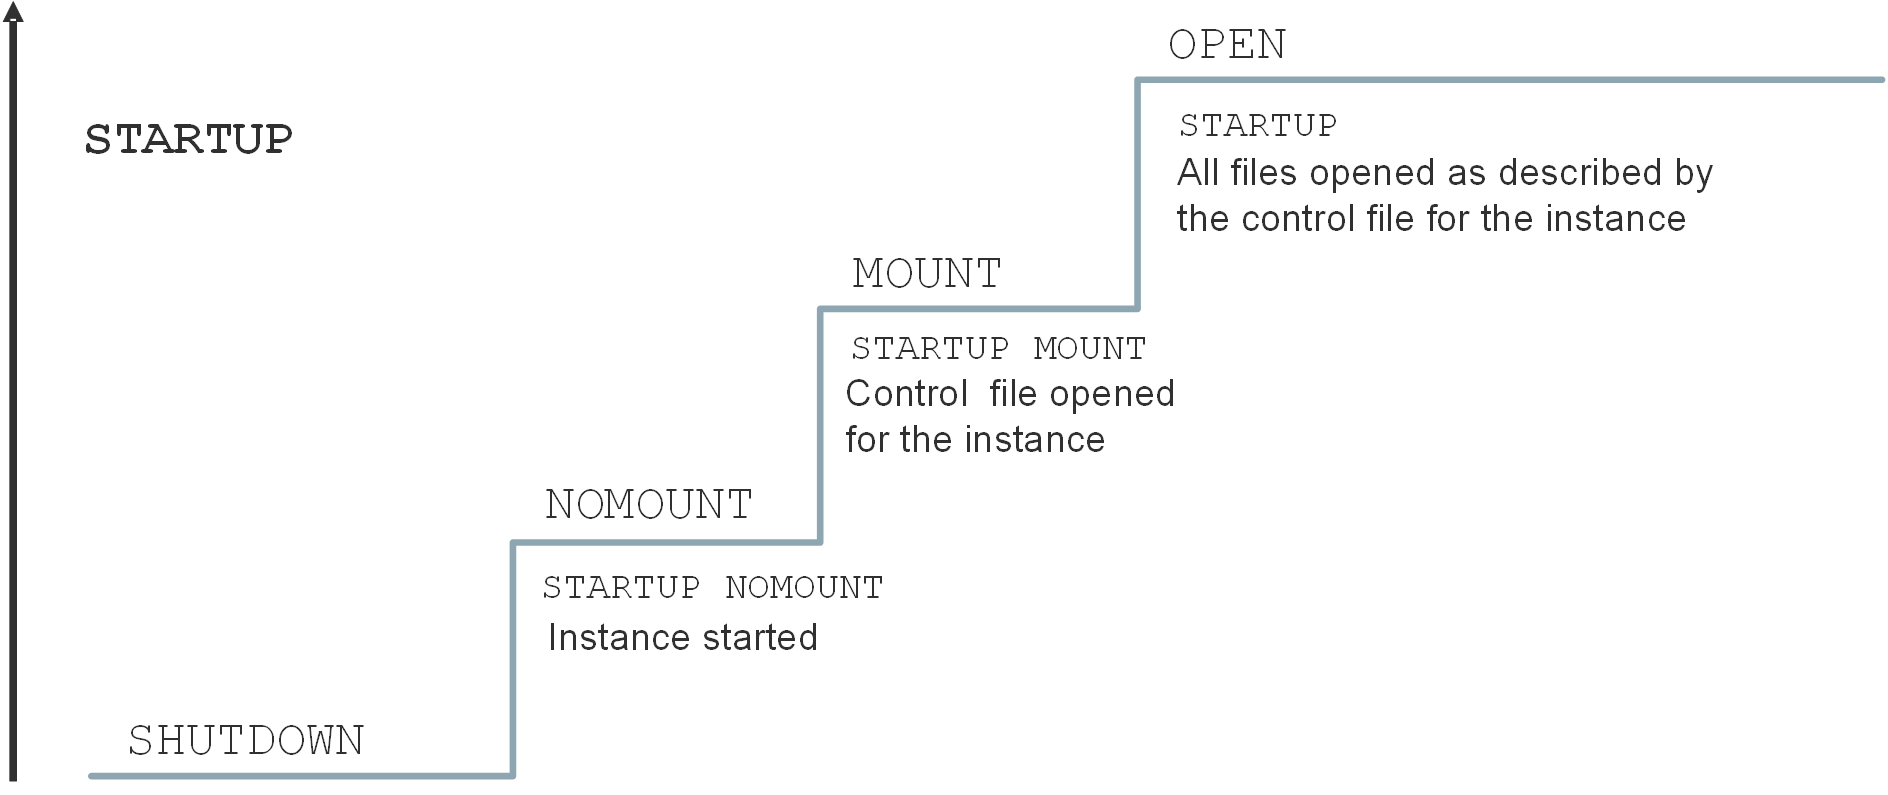 OPEN
STARTUP
STARTUP
All files opened as described by
the control file for the instance
MOUNT
STARTUP MOUNT
Control file opened
for the instance
NOMOUNT
STARTUP NOMOUNT
Instance started
SHUTDOWN